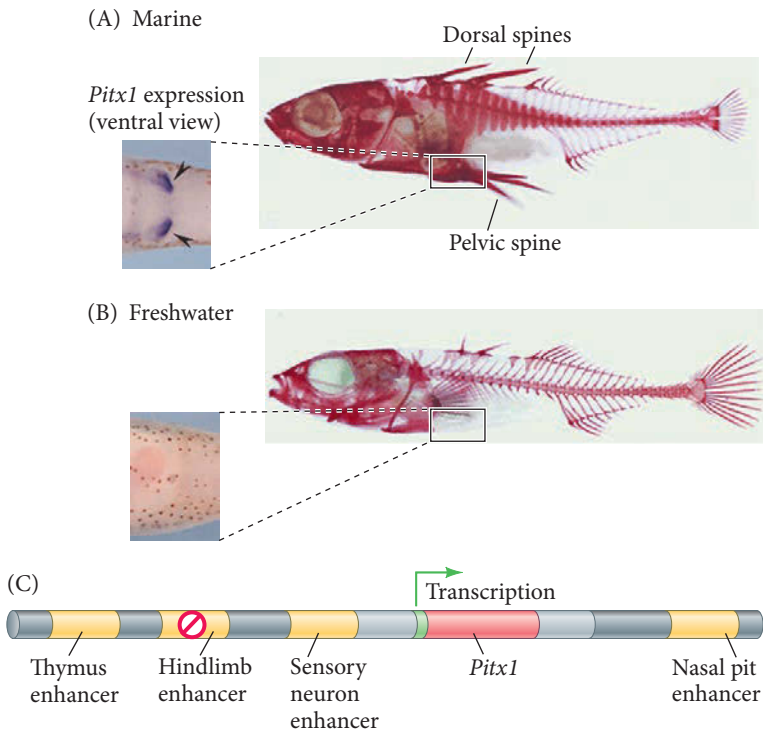 (A) Marine
Dorsal spines
Pitx1 expression
(ventral view)
Pelvic spine
(B) Freshwater
(C)
Transcription
Thymus
enhancer
Hindlimb
enhancer
Sensory
neuron
enhancer
Pitx1
Nasal pit
enhancer